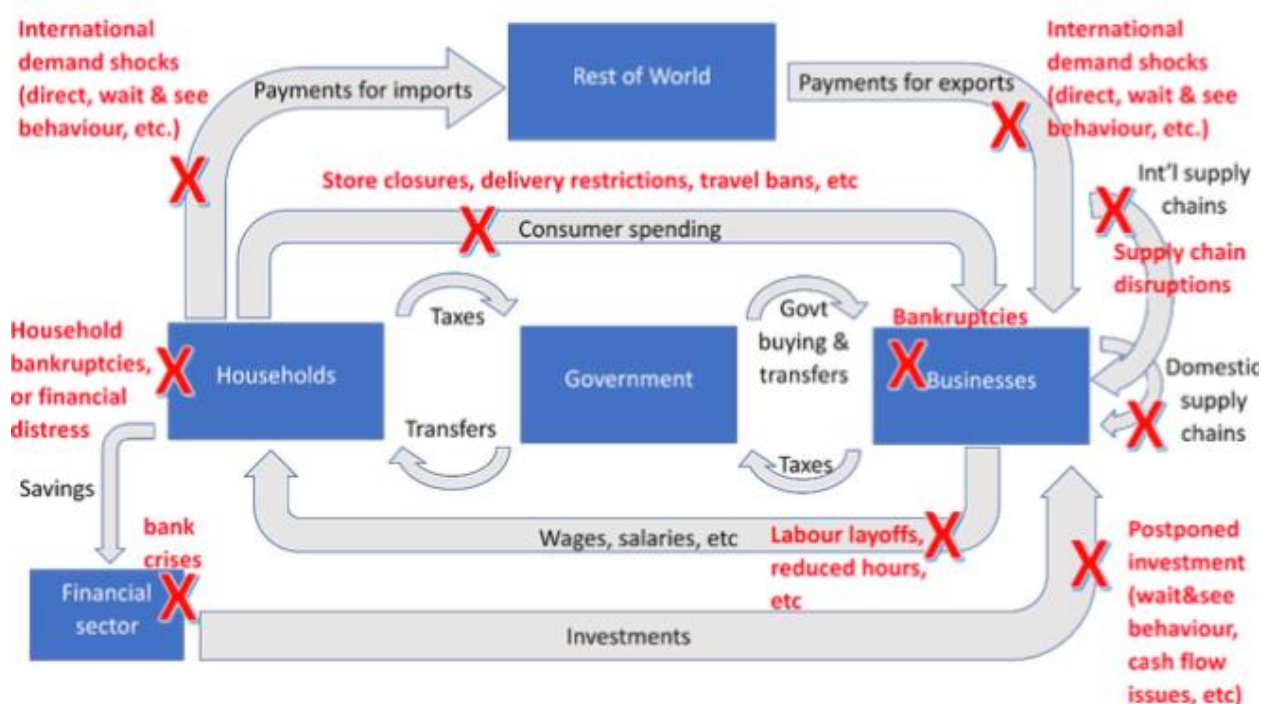 International
demand shocks
(direct, wait & see
behaviour, etc.)
Payments for imports
Rest of World
Payments for exports
International
demand shocks
(direct, wait & see
behaviour, etc.)
Store closures, delivery restrictions, travel bans, etc
Consumer spending
X
X
X
X
Int'l supply
chains
Supply chain
disruptions
Household
bankruptcies,
or financial
distress
X
Households
Taxes
Transfers
Government
Govt
buying &
transfers
Taxes
Bankruptcies
X
Businesses
Domestic
supply
chains
X
Savings
bank
crises
X
Financial
sector
Wages, salaries, etc
Labour layoffs,
reduced hours,
etc
X
Investments
X
Postponed
investment
(wait&see
behaviour,
cash flow
issues, etc)